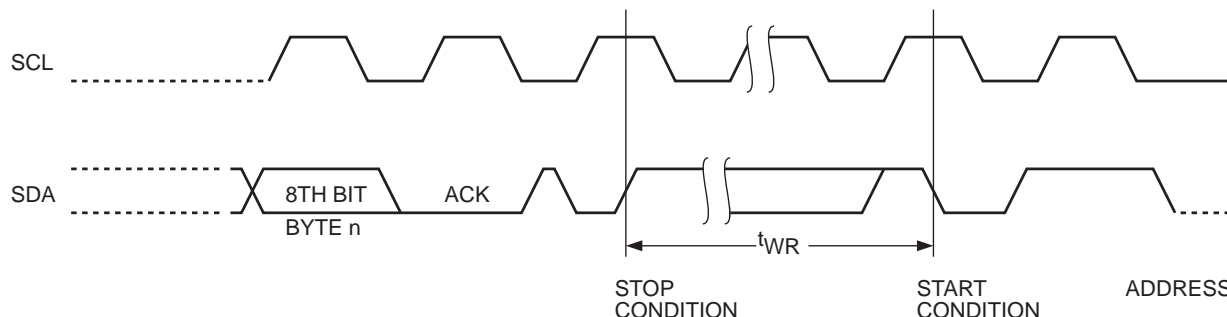 SCL
SDA
8TH BIT
ACK
BYTE n
tWR
STOP
CONDITION
START
CONDITION
ADDRESS